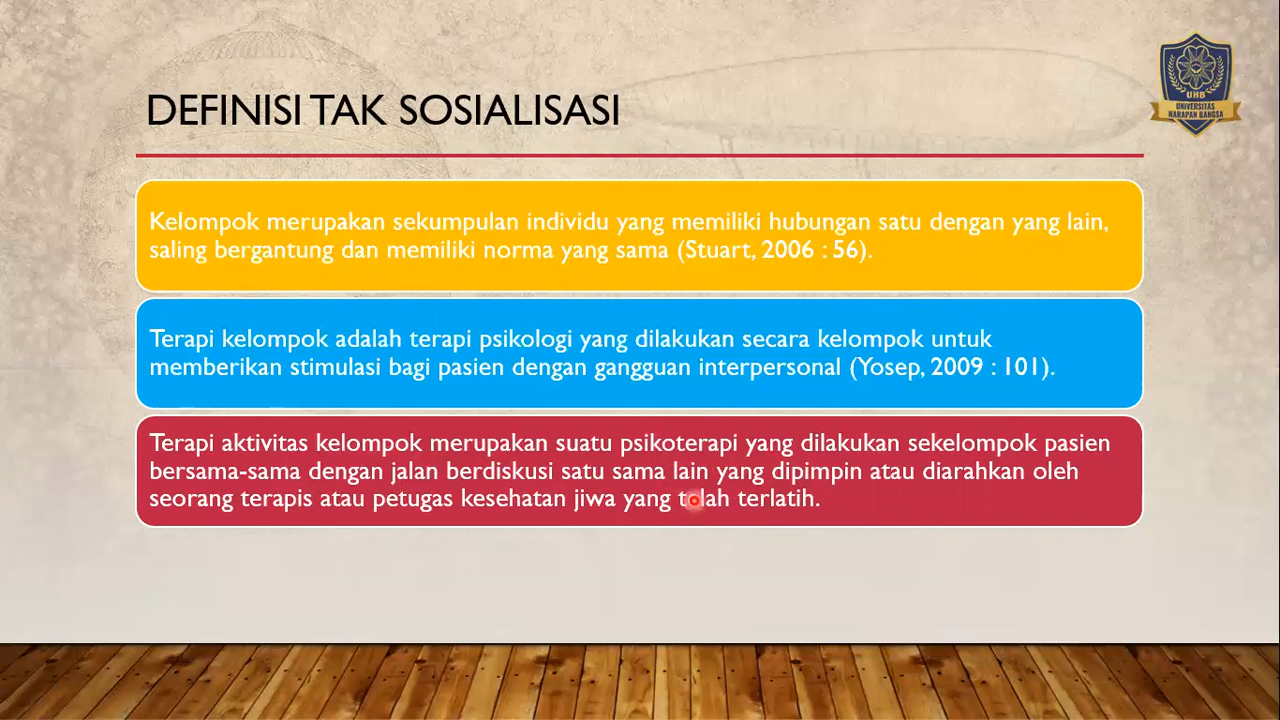 DEFINISI TAK SOSIALISASI
UHB
UNIVERSITAS
HARAPAN BANGSA
Kelompok merupakan sekumpulan individu yang memiliki hubungan satu dengan yang lain,
saling bergantung dan memiliki norma yang sama (Stuart, 2006 : 56).
Terapi kelompok adalah terapi psikologi yang dilakukan secara kelompok untuk
memberikan stimulasi bagi pasien dengan gangguan interpersonal (Yosep, 2009 : 101).
Terapi aktivitas kelompok merupakan suatu psikoterapi yang dilakukan sekelompok pasien
bersama-sama dengan jalan berdiskusi satu sama lain yang dipimpin atau diarahkan oleh
seorang terapis atau petugas kesehatan jiwa yang telah terlatih.